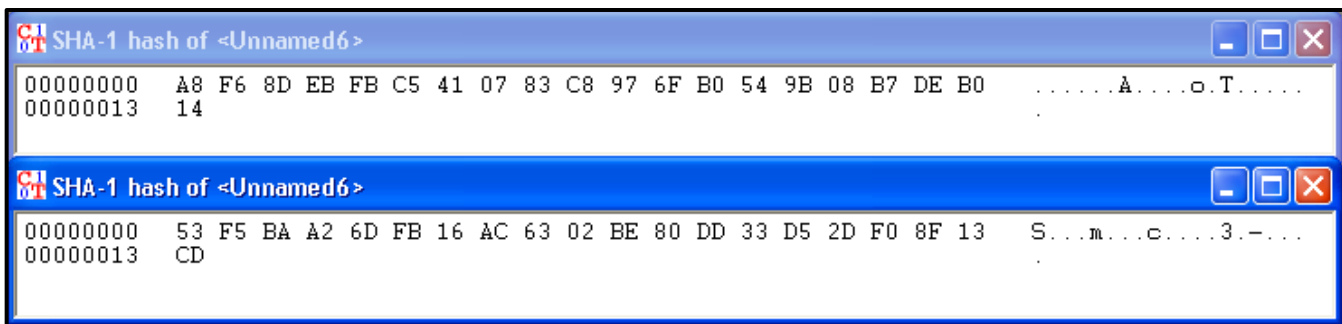 SHA-1 hash of <Unnamed6>
00000000 A8 F6 8D EB FB C5 41 07 83 C8 97 6F B0 54 9B 08 B7 DE B0 ......A....o.T.....
00000013 14 .
SHA-1 hash of <Unnamed6>
00000000 53 F5 BA A2 6D FB 16 AC 63 02 BE 80 DD 33 D5 2D F0 8F 13 S...m...c....3.-...
00000013 CD .